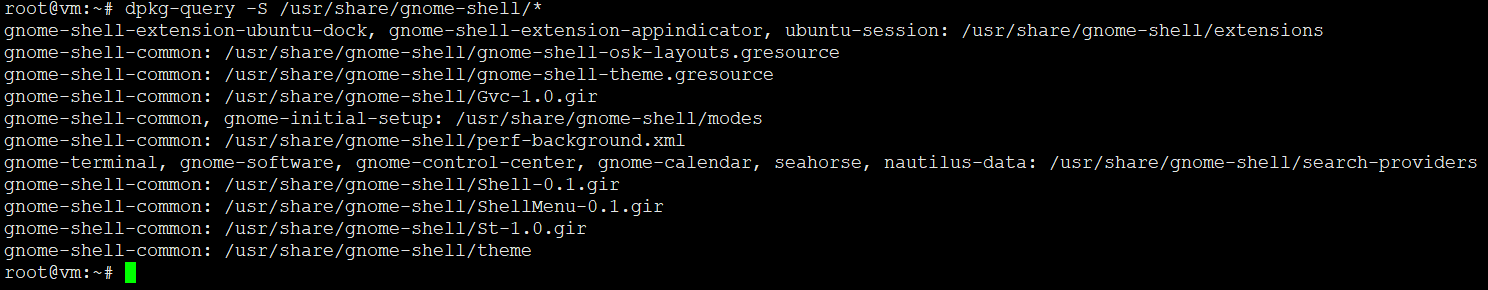 root@vm:~# dpkg-query -S /usr/share/gnome-shell/*
gnome-shell-extension-ubuntu-dock, gnome-shell-extension-appindicator, ubuntu-session: /usr/share/gnome-shell/extensions
gnome-shell-common: /usr/share/gnome-shell/gnome-shell-osk-layouts.gresource
gnome-shell-common: /usr/share/gnome-shell/gnome-shell-theme.gresource
gnome-shell-common: /usr/share/gnome-shell/Gvc-1.0.gir
gnome-shell-common, gnome-initial-setup: /usr/share/gnome-shell/modes
gnome-shell-common: /usr/share/gnome-shell/perf-background.xml
gnome-terminal, gnome-software, gnome-control-center, gnome-calendar, seahorse, nautilus-data: /usr/share/gnome-shell/search-providers
gnome-shell-common: /usr/share/gnome-shell/Shell-0.1.gir
gnome-shell-common: /usr/share/gnome-shell/ShellMenu-0.1.gir
gnome-shell-common: /usr/share/gnome-shell/St-1.0.gir
gnome-shell-common: /usr/share/gnome-shell/theme
root@vm:~#